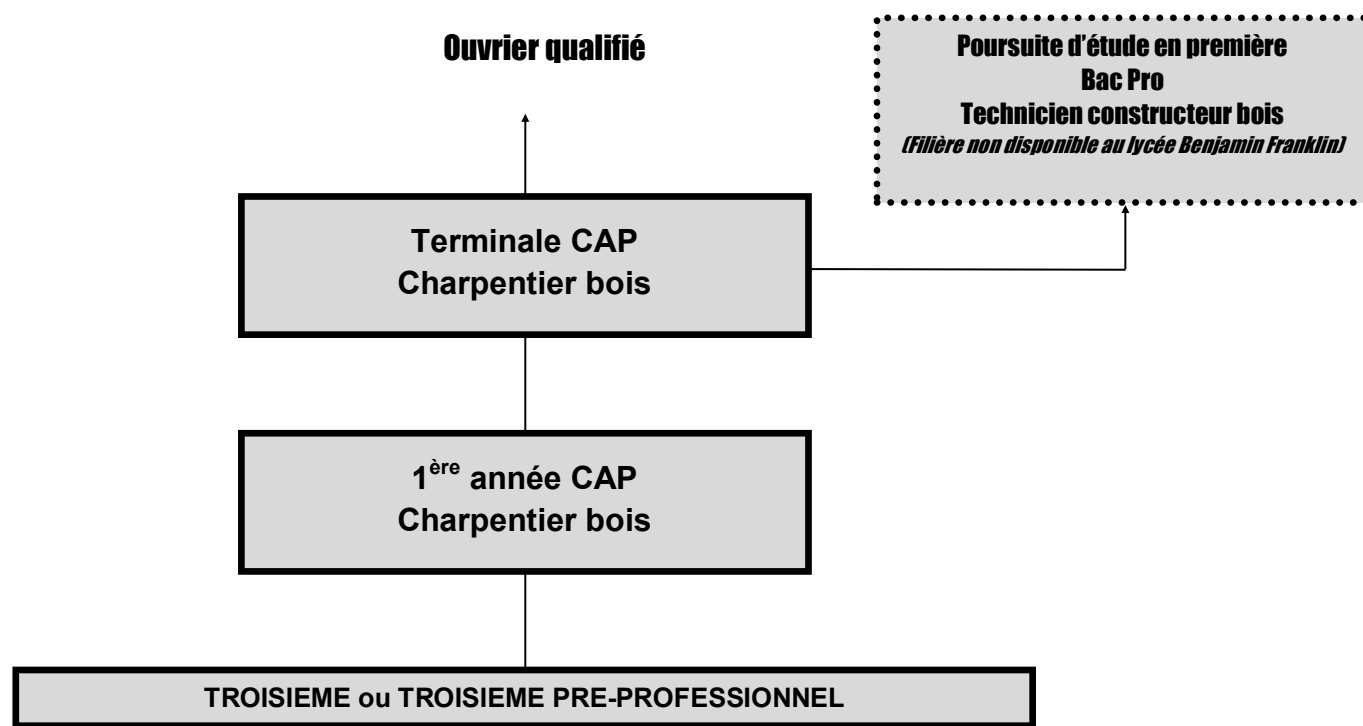 Ouvrier qualifié
Poursuite d'étude en première
Bac Pro
Technicien constructeur bois
(Filière non disponible au lycée Benjamin Franklin)
Terminale CAP
Charpentier bois
1ère année CAP
Charpentier bois
TROISIEME ou TROISIEME PRE-PROFESSIONNEL